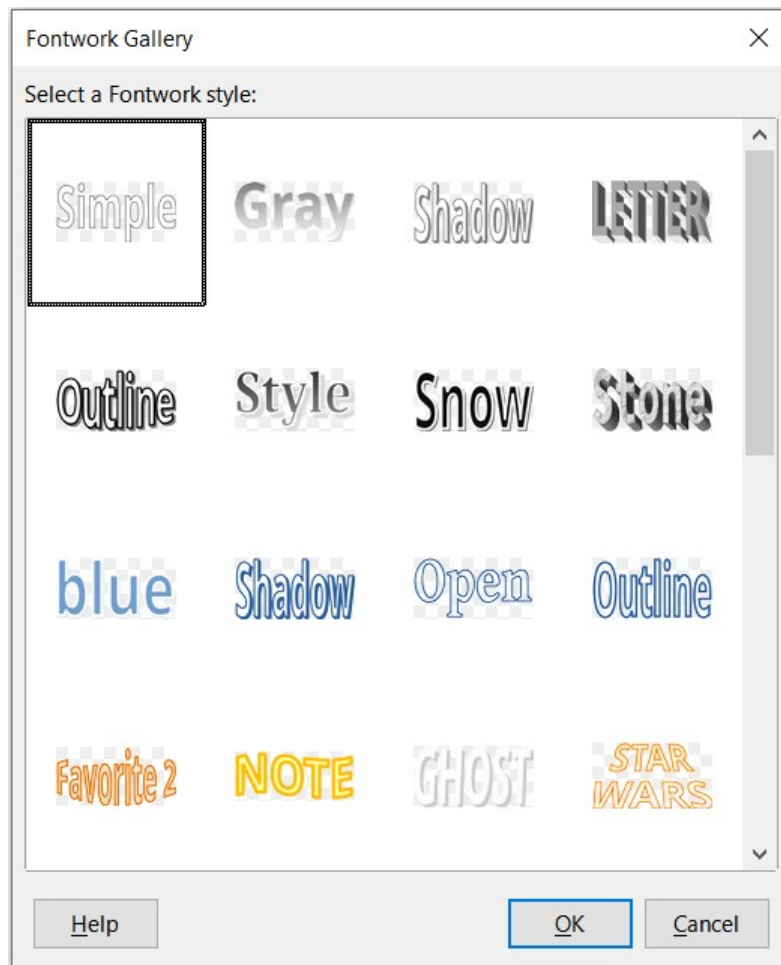 Fontwork Gallery
Select a Fontwork style:
Simple Gray Shadow LETTER
Outline Style Snow Stone
blue Shadow Open Outline
Favorite 2 NOTE GHOST STAR
WARS
Help OK Cancel